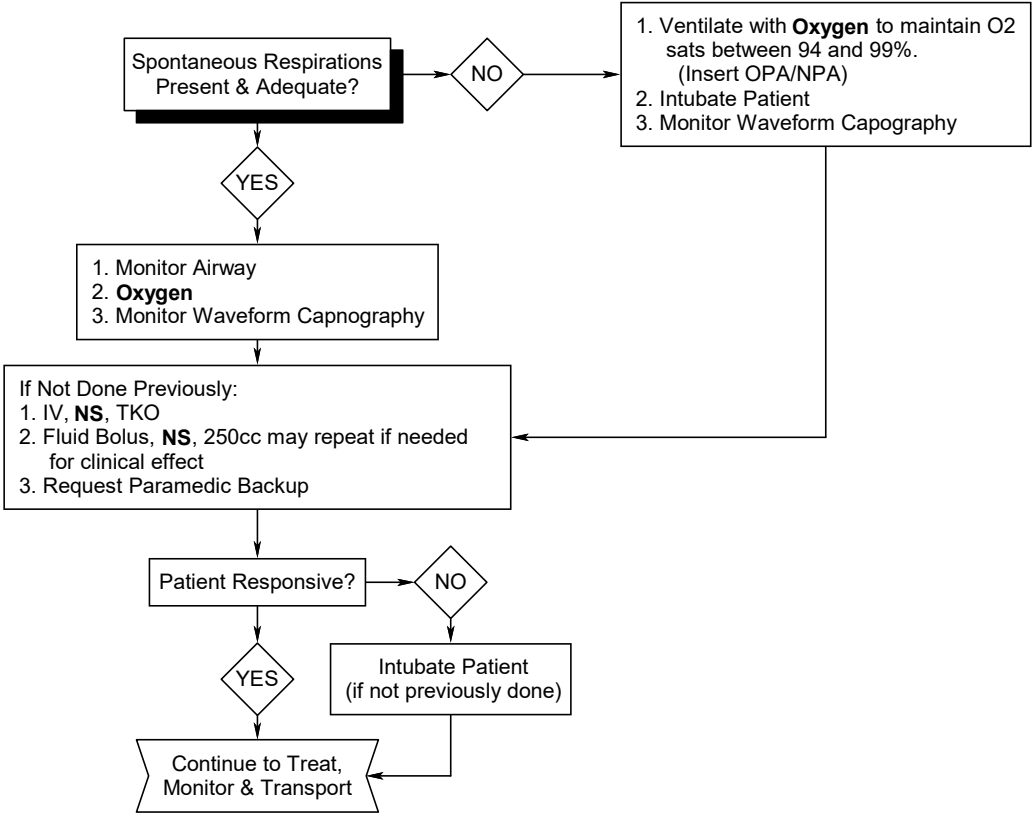 Spontaneous Respirations
Present & Adequate?
NO
1. Ventilate with Oxygen to maintain O2
sats between 94 and 99%.
(Insert OPA/NPA)
2. Intubate Patient
3. Monitor Waveform Capography
YES
1. Monitor Airway
2. Oxygen
3. Monitor Waveform Capnography
If Not Done Previously:
1. IV, NS, TKO
2. Fluid Bolus, NS, 250cc may repeat if needed
for clinical effect
3. Request Paramedic Backup
Patient Responsive?
NO
YES
Intubate Patient
(if not previously done)
Continue to Treat,
Monitor & Transport